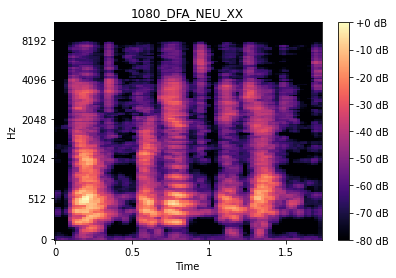 1080_DFA_NEU_XX
Hz
8192
4096
2048
1024
512
0
0
0.5
1
1.5
Time
+0 dB
-10 dB
-20 dB
-30 dB
-40 dB
-50 dB
-60 dB
-70 dB
-80 dB